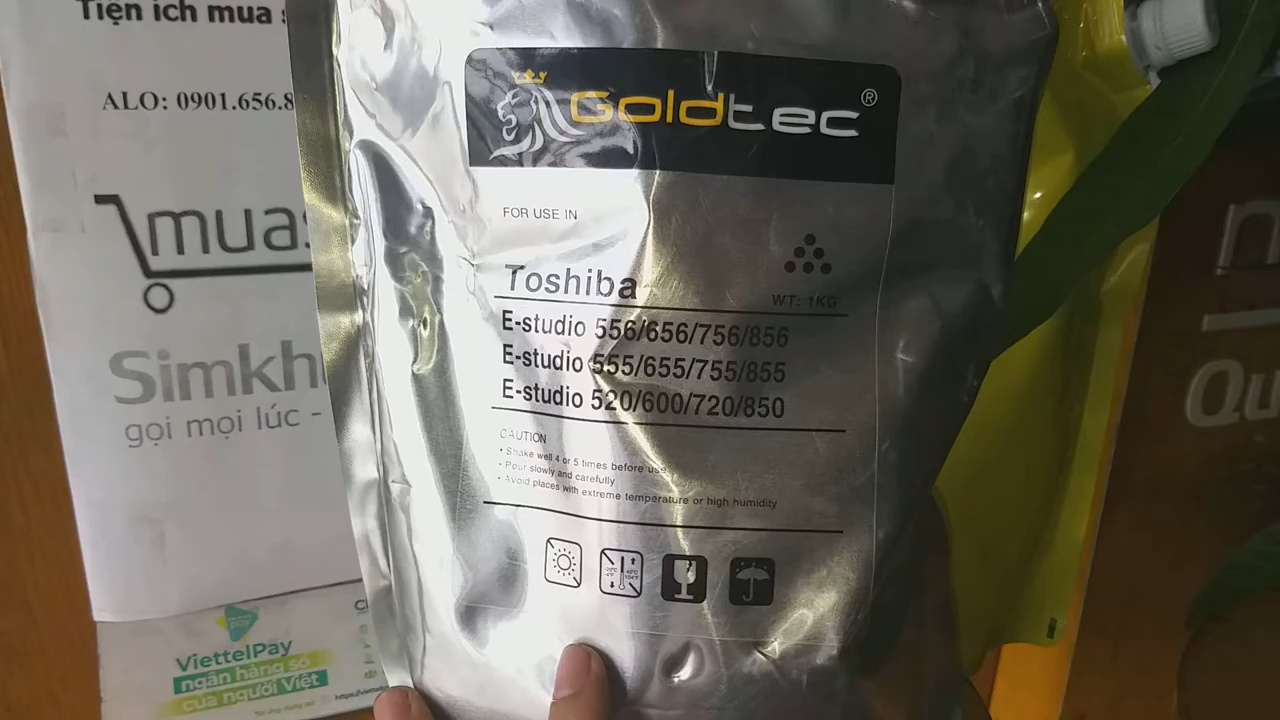 Tiện ích mua
ALO: 0901.656.8
muas
Simkh
gọi mọi lúc -
pay
ViettelPay
ngân hàng số
của người Việt
Goldtec®
FOR USE IN
Toshiba
WT: 1KG
E-studio 556/656/756/856
E-studio 555/655/755/855
E-studio 520/600/720/850
CAUTION
• Shake well 4 or 5 times before use
• Pour slowly and carefully
• Avoid places with extreme temperature or high humidity
Qu